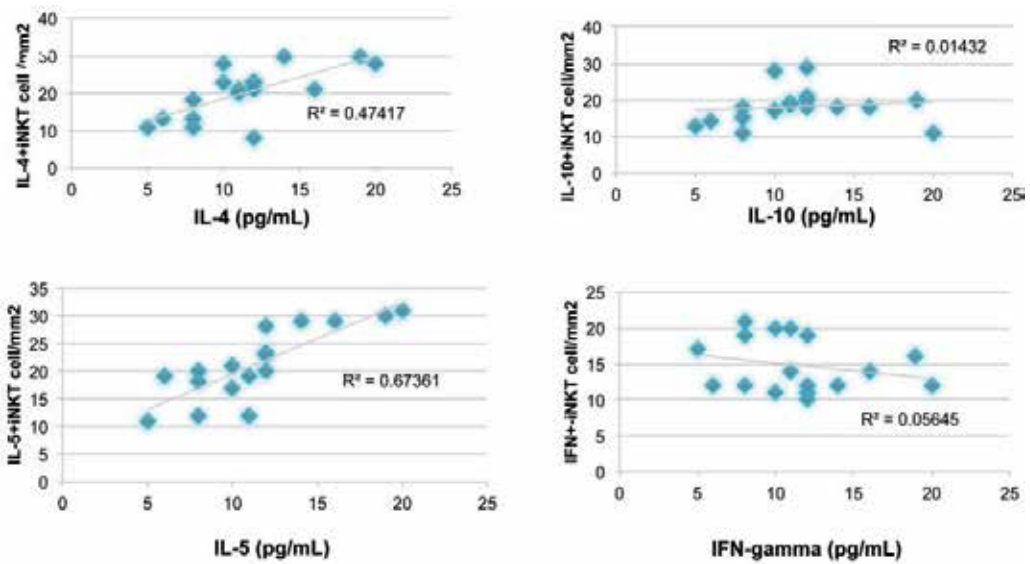 IL-4+iNKT cell /mm2
50
40
30
20
10
0
R² = 0.47417
0 5 10 15 20 25
IL-4 (pg/mL)
IL-10+iNKT cell/mm2
40
30
20
10
0
R² = 0.01432
0 5 10 15 20 25
IL-10 (pg/mL)
IL-5+iNKT cell/mm2
35
30
25
20
15
10
5
0
R² = 0.67361
0 5 10 15 20 25
IL-5 (pg/mL)
IFN+-iNKT cell/mm2
25
20
15
10
5
0
R² = 0.05645
0 5 10 15 20 25
IFN-gamma (pg/mL)